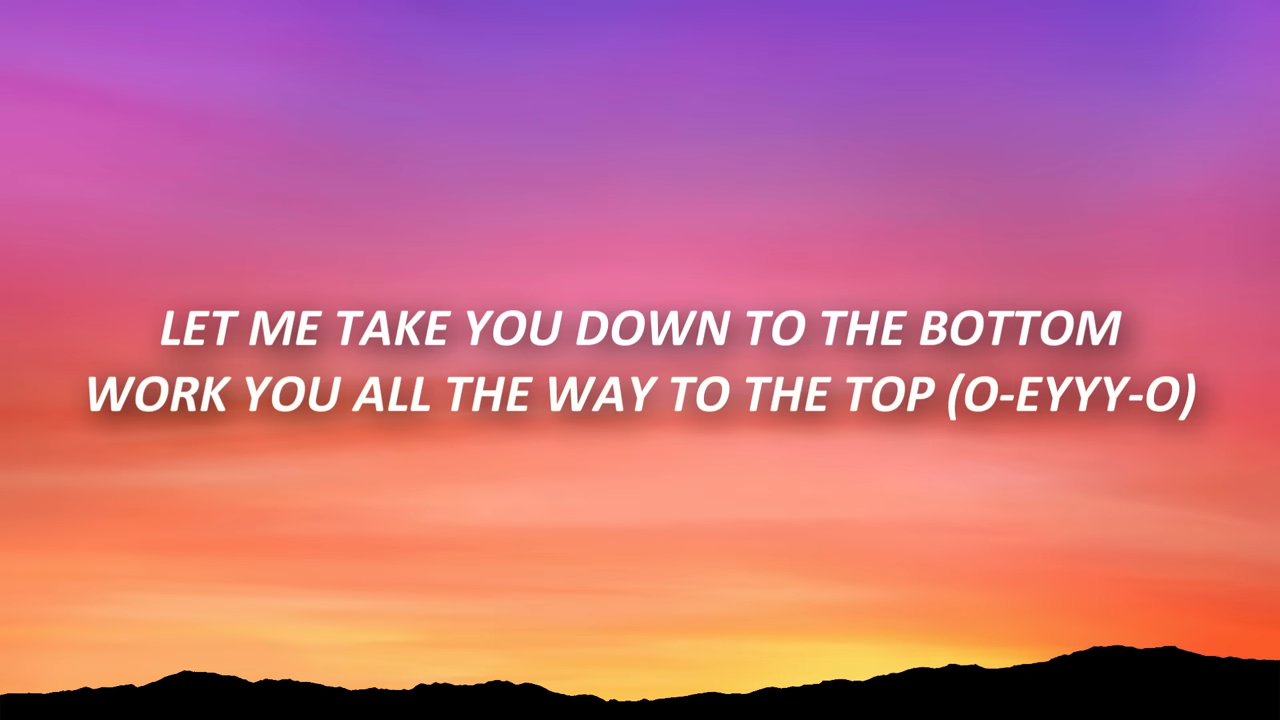 LET ME TAKE YOU DOWN TO THE BOTTOM
WORK YOU ALL THE WAY TO THE TOP (O-EYYY-O)